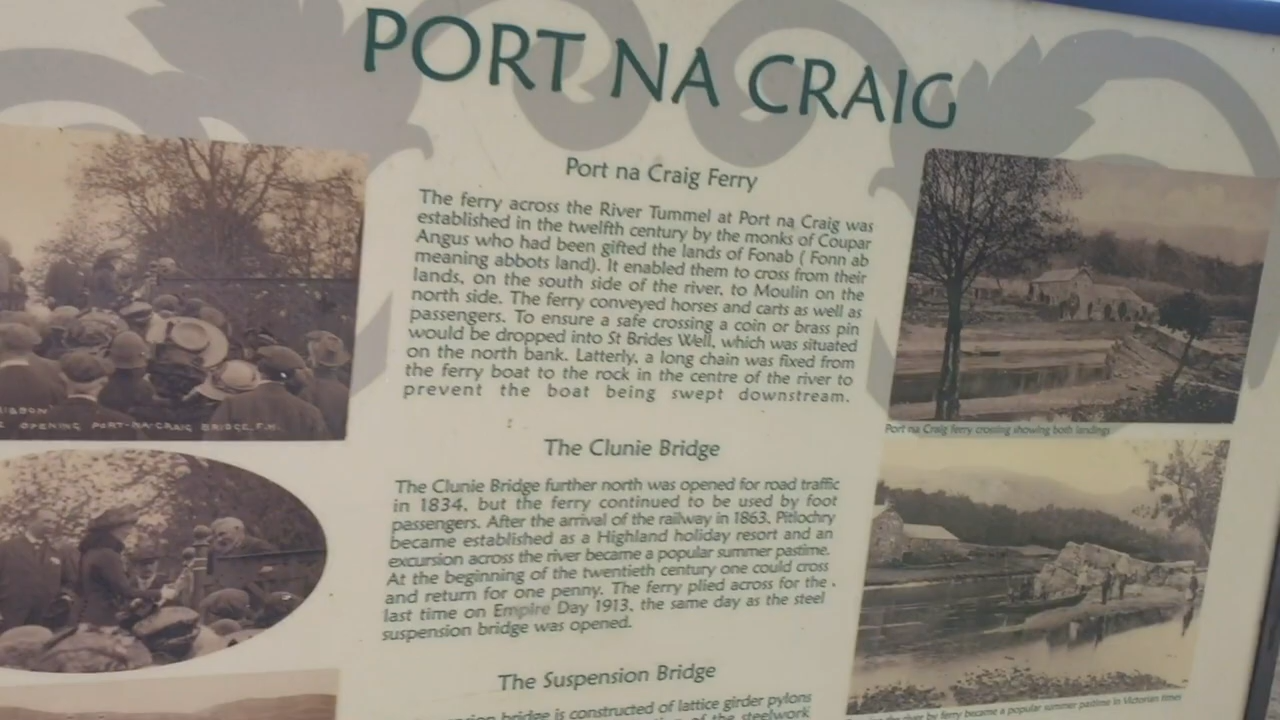 PORT NA CRAIG
Port na Craig Ferry
The ferry across the River Tummel at Port na Craig was
established in the twelfth century by the monks of Coupar
Angus who had been gifted the lands of Fonab ( Fonn ab
meaning abbots land). It enabled them to cross from their
lands, on the south side of the river, to Moulin on the
north side. The ferry conveyed horses and carts as well as
passengers. To ensure a safe crossing a coin or brass pin
would be dropped into St Brides Well, which was situated
on the north bank. Latterly, a long chain was fixed from
the ferry boat to the rock in the centre of the river to
prevent the boat being swept downstream.
The Clunie Bridge
The Clunie Bridge further north was opened for road traffic
in 1834, but the ferry continued to be used by foot
passengers. After the arrival of the railway in 1863, Pitlochry
became established as a Highland holiday resort and an
excursion across the river became a popular summer pastime.
At the beginning of the twentieth century one could cross
and return for one penny. The ferry plied across for the
last time on Empire Day 1913, the same day as the steel
suspension bridge was opened.
The Suspension Bridge
bridge is constructed of lattice girder pylons
of the steelwork
OPENING PORT-NA-CRAIG BRIDGE, F.H.
Port na Craig ferry crossing showing both landings
the river by ferry became a popular summer pastime in Victorian times